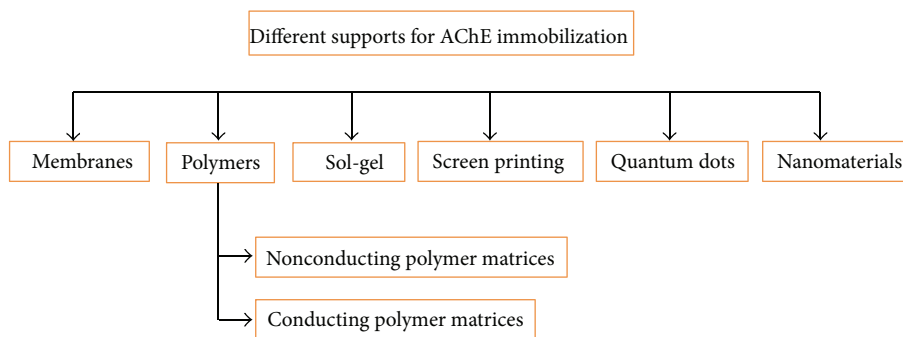 Different supports for AChE immobilization
Membranes
Polymers
Sol-gel
Screen printing
Quantum dots
Nanomaterials
Nonconducting polymer matrices
Conducting polymer matrices